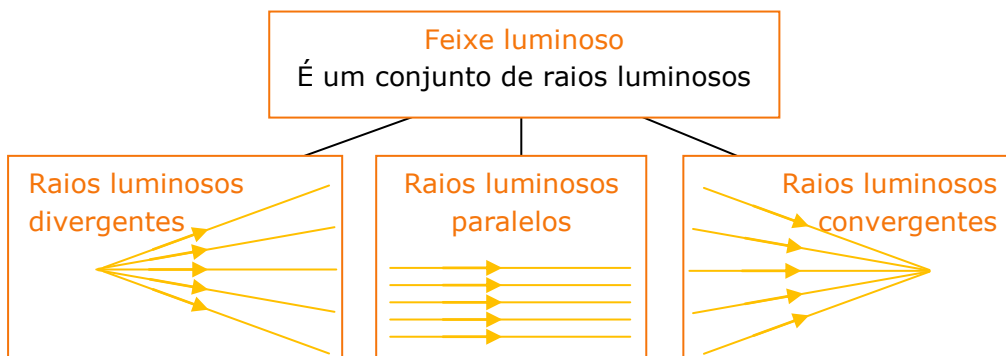 Feixe luminoso
É um conjunto de raios luminosos
Raios luminosos
divergentes
Raios luminosos
paralelos
Raios luminosos
convergentes